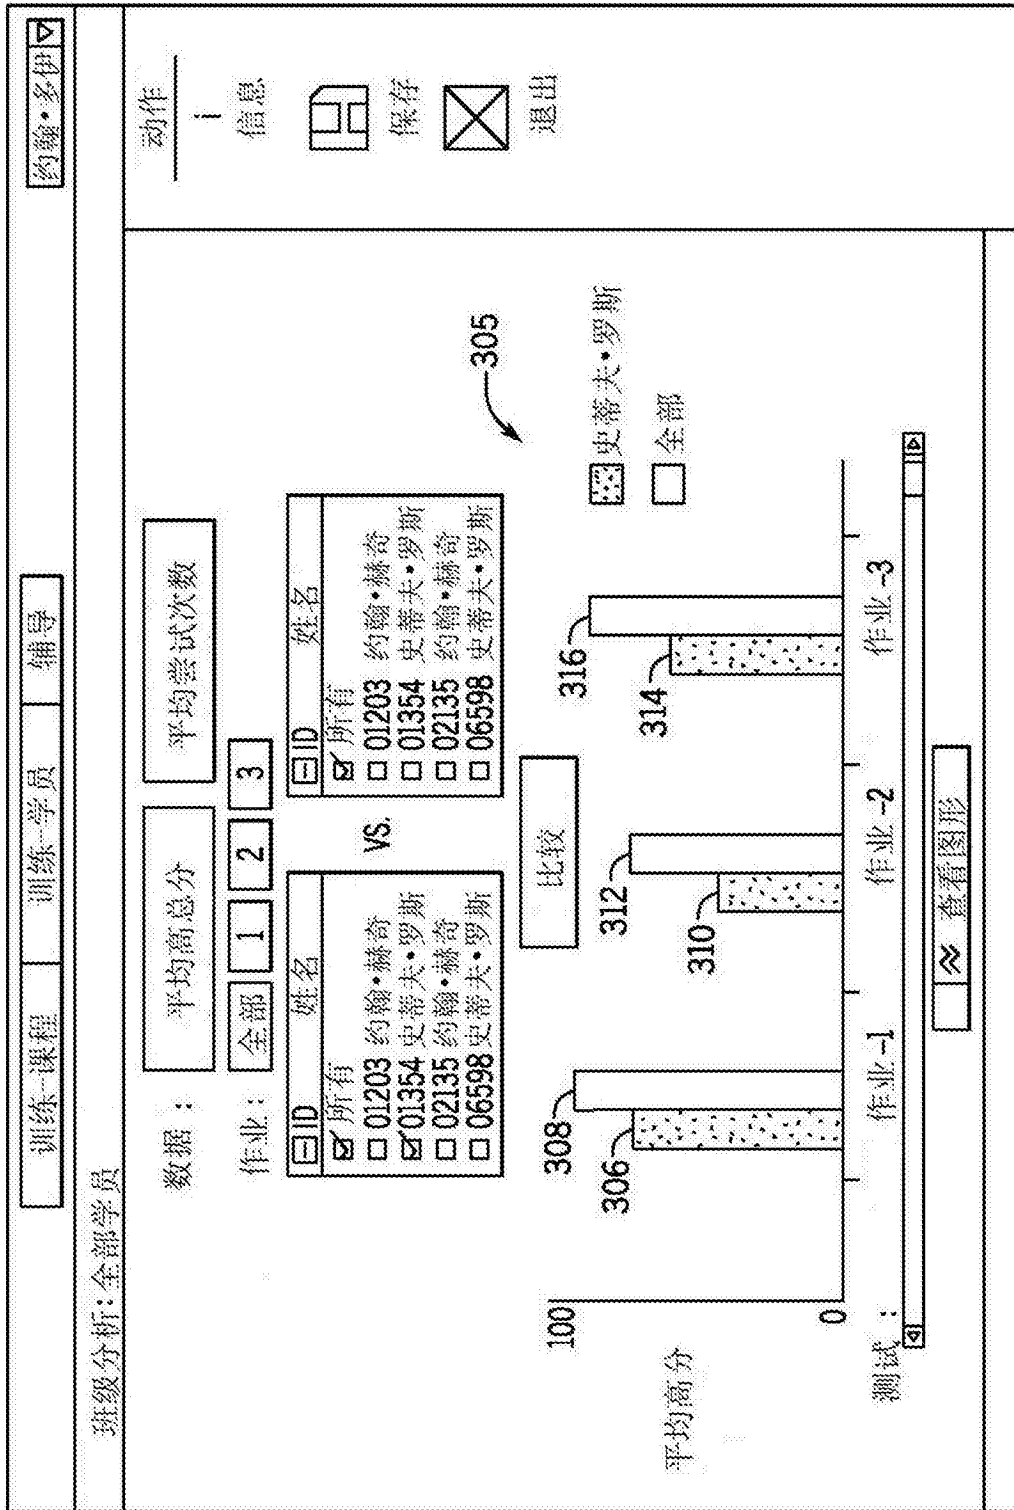 训练-课程 训练-学员 辅导 约翰·多伊
班级分析:全部学员
动作
i
信息
保存
退出
数据： 平均高总分 平均尝试次数
作业： 全部 1 2 3
ID 姓名
所有
01203 约翰·赫奇
01354 史蒂夫·罗斯
02135 约翰·赫奇
06598 史蒂夫·罗斯
VS.
ID 姓名
所有
01203 约翰·赫奇
01354 史蒂夫·罗斯
02135 约翰·赫奇
06598 史蒂夫·罗斯
比较
305
史蒂夫·罗斯
全部
平均高分
100
0
306
308
310
312
314
316
测试： 作业-1 作业-2 作业-3
查看图形